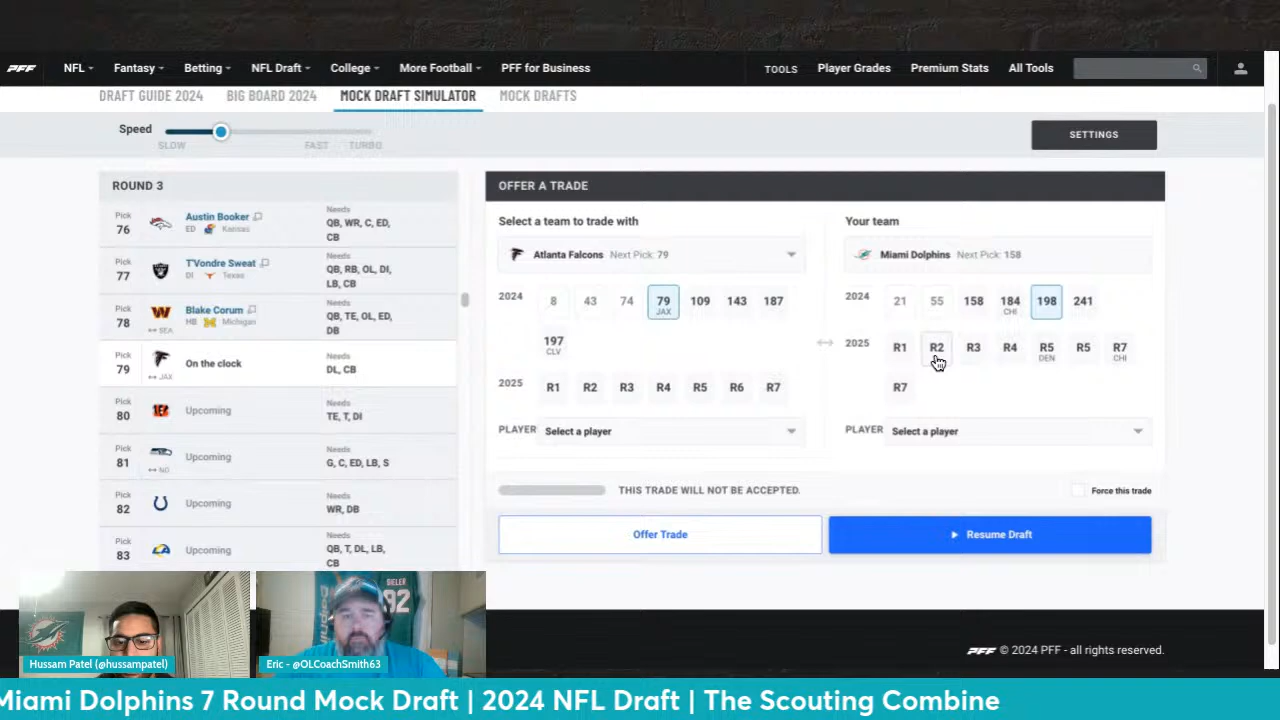 PFF NFL Fantasy Betting NFL Draft College More Football PFF for Business TOOLS Player Grades Premium Stats All Tools
DRAFT GUIDE 2024 BIG BOARD 2024 MOCK DRAFT SIMULATOR MOCK DRAFTS
Speed
SLOW FAST TURBO
SETTINGS
ROUND 3
Pick 76
Austin Booker
ED Kansas
Needs
QB, WR, C, ED,
CB
Pick 77
T'Vondre Sweat
DI Texas
Needs
QB, RB, OL, DI,
LB, CB
Pick 78
↔ SEA
Blake Corum
HB Michigan
Needs
QB, TE, OL, ED,
DB
Pick 79
↔ JAX
On the clock
Needs
DL, CB
Pick 80
Upcoming
Needs
TE, T, DI
Pick 81
↔ NO
Upcoming
Needs
G, C, ED, LB, S
Pick 82
Upcoming
Needs
WR, DB
Pick 83
Upcoming
Needs
QB, T, DL, LB,
CB
OFFER A TRADE
Select a team to trade with
Atlanta Falcons Next Pick: 79
2024 8 43 74 79 109 143 187
JAX
197
CLV
2025 R1 R2 R3 R4 R5 R6 R7
PLAYER Select a player
Your team
Miami Dolphins Next Pick: 158
2024 21 55 158 184 198 241
CHI
2025 R1 R2 R3 R4 R5 R5 R7
DEN CHI
R7
PLAYER Select a player
THIS TRADE WILL NOT BE ACCEPTED.
Force this trade
Offer Trade
Resume Draft
PFF © 2024 PFF - all rights reserved.
SIELER
92
Hussam Patel (@hussampatel)
Eric - @OLCoachSmith63
Miami Dolphins 7 Round Mock Draft | 2024 NFL Draft | The Scouting Combine